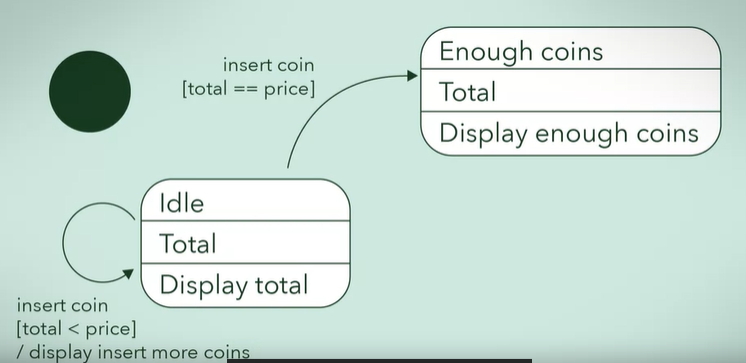 insert coin
[total == price]
Enough coins
Total
Display enough coins
Idle
Total
Display total
insert coin
[total < price]
/ display insert more coins